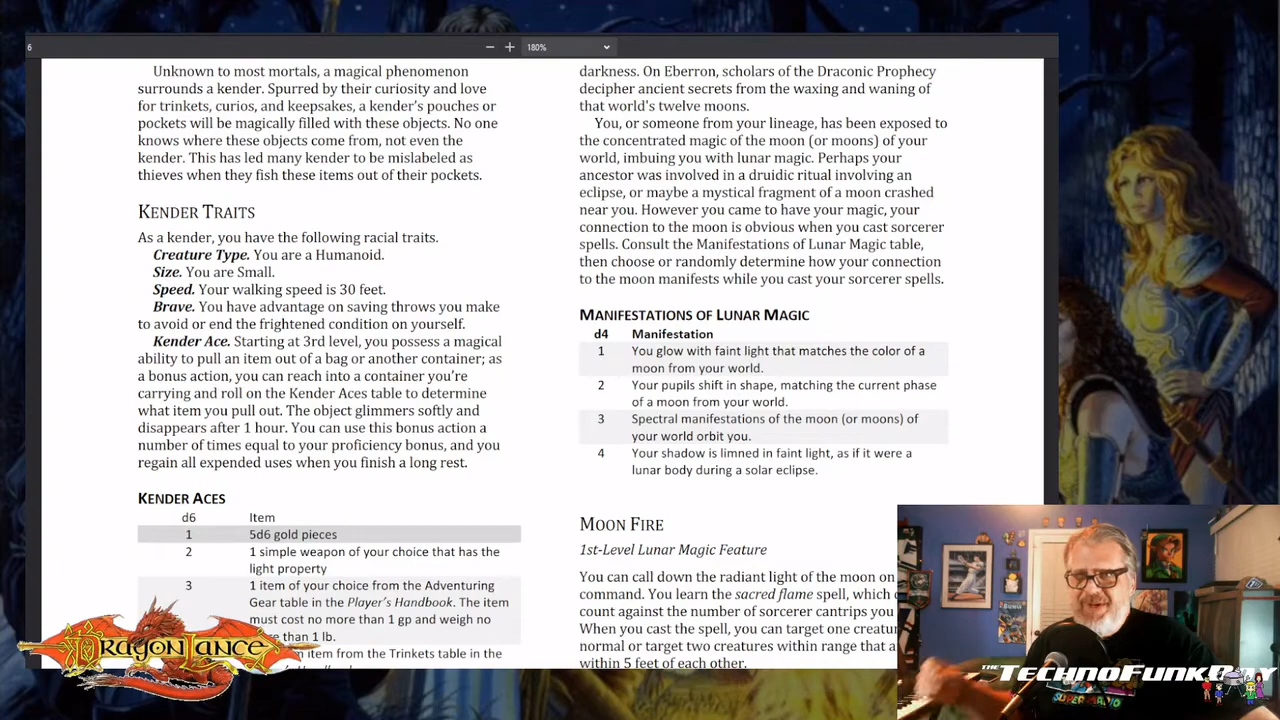 6
180%
Unknown to most mortals, a magical phenomenon
surrounds a kender. Spurred by their curiosity and love
for trinkets, curios, and keepsakes, a kender's pouches or
pockets will be magically filled with these objects. No one
knows where these objects come from, not even the
kender. This has led many kender to be mislabeled as
thieves when they fish these items out of their pockets.
KENDER TRAITS
As a kender, you have the following racial traits.
Creature Type. You are a Humanoid.
Size. You are Small.
Speed. Your walking speed is 30 feet.
Brave. You have advantage on saving throws you make
to avoid or end the frightened condition on yourself.
Kender Ace. Starting at 3rd level, you possess a magical
ability to pull an item out of a bag or another container; as
a bonus action, you can reach into a container you're
carrying and roll on the Kender Aces table to determine
what item you pull out. The object glimmers softly and
disappears after 1 hour. You can use this bonus action a
number of times equal to your proficiency bonus, and you
regain all expended uses when you finish a long rest.
KENDER ACES
d6 Item
1 5d6 gold pieces
2 1 simple weapon of your choice that has the
light property
3 1 item of your choice from the Adventuring
Gear table in the Player's Handbook. The item
must cost no more than 1 gp and weigh no
than 1 lb.
item from the Trinkets table in the
darkness. On Eberron, scholars of the Draconic Prophecy
decipher ancient secrets from the waxing and waning of
that world's twelve moons.
You, or someone from your lineage, has been exposed to
the concentrated magic of the moon (or moons) of your
world, imbuing you with lunar magic. Perhaps your
ancestor was involved in a druidic ritual involving an
eclipse, or maybe a mystical fragment of a moon crashed
near you. However you came to have your magic, your
connection to the moon is obvious when you cast sorcerer
spells. Consult the Manifestations of Lunar Magic table,
then choose or randomly determine how your connection
to the moon manifests while you cast your sorcerer spells.
MANIFESTATIONS OF LUNAR MAGIC
d4 Manifestation
1 You glow with faint light that matches the color of a
moon from your world.
2 Your pupils shift in shape, matching the current phase
of a moon from your world.
3 Spectral manifestations of the moon (or moons) of
your world orbit you.
4 Your shadow is limned in faint light, as if it were a
lunar body during a solar eclipse.
MOON FIRE
1st-Level Lunar Magic Feature
You can call down the radiant light of the moon on
command. You learn the sacred flame spell, which
count against the number of sorcerer cantrips you
When you cast the spell, you can target one creatur
normal or target two creatures within range that a
within 5 feet of each other.
DRAGONLANCE
THE TECHNOFUNKBOY
SUPER MARIO